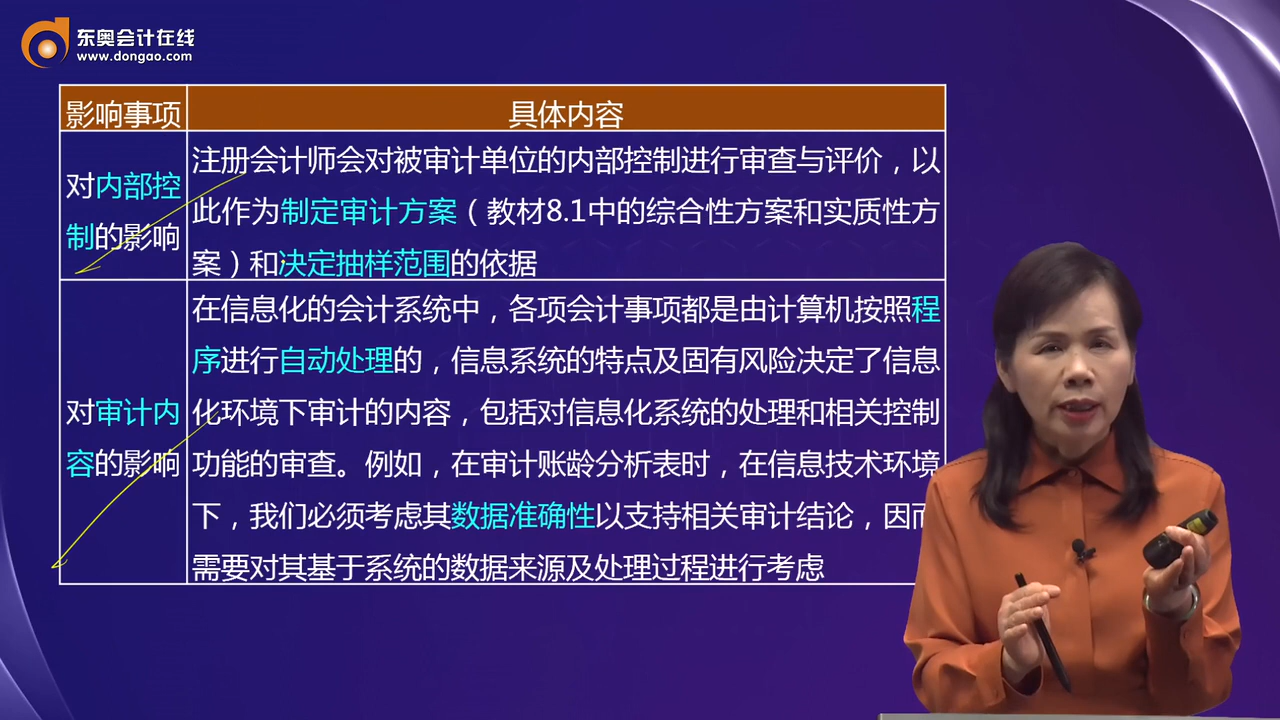 东奥会计在线
www.dongao.com
影响事项
具体内容
对内部控
制的影响
注册会计师会对被审计单位的内部控制进行审查与评价，以
此作为制定审计方案（教材8.1中的综合性方案和实质性方
案）和决定抽样范围的依据
对审计内
容的影响
在信息化的会计系统中，各项会计事项都是由计算机按照程
序进行自动处理的，信息系统的特点及固有风险决定了信息
化环境下审计的内容，包括对信息化系统的处理和相关控制
功能的审查。例如，在审计账龄分析表时，在信息技术环境
下，我们必须考虑其数据准确性以支持相关审计结论，因而
需要对其基于系统的数据来源及处理过程进行考虑